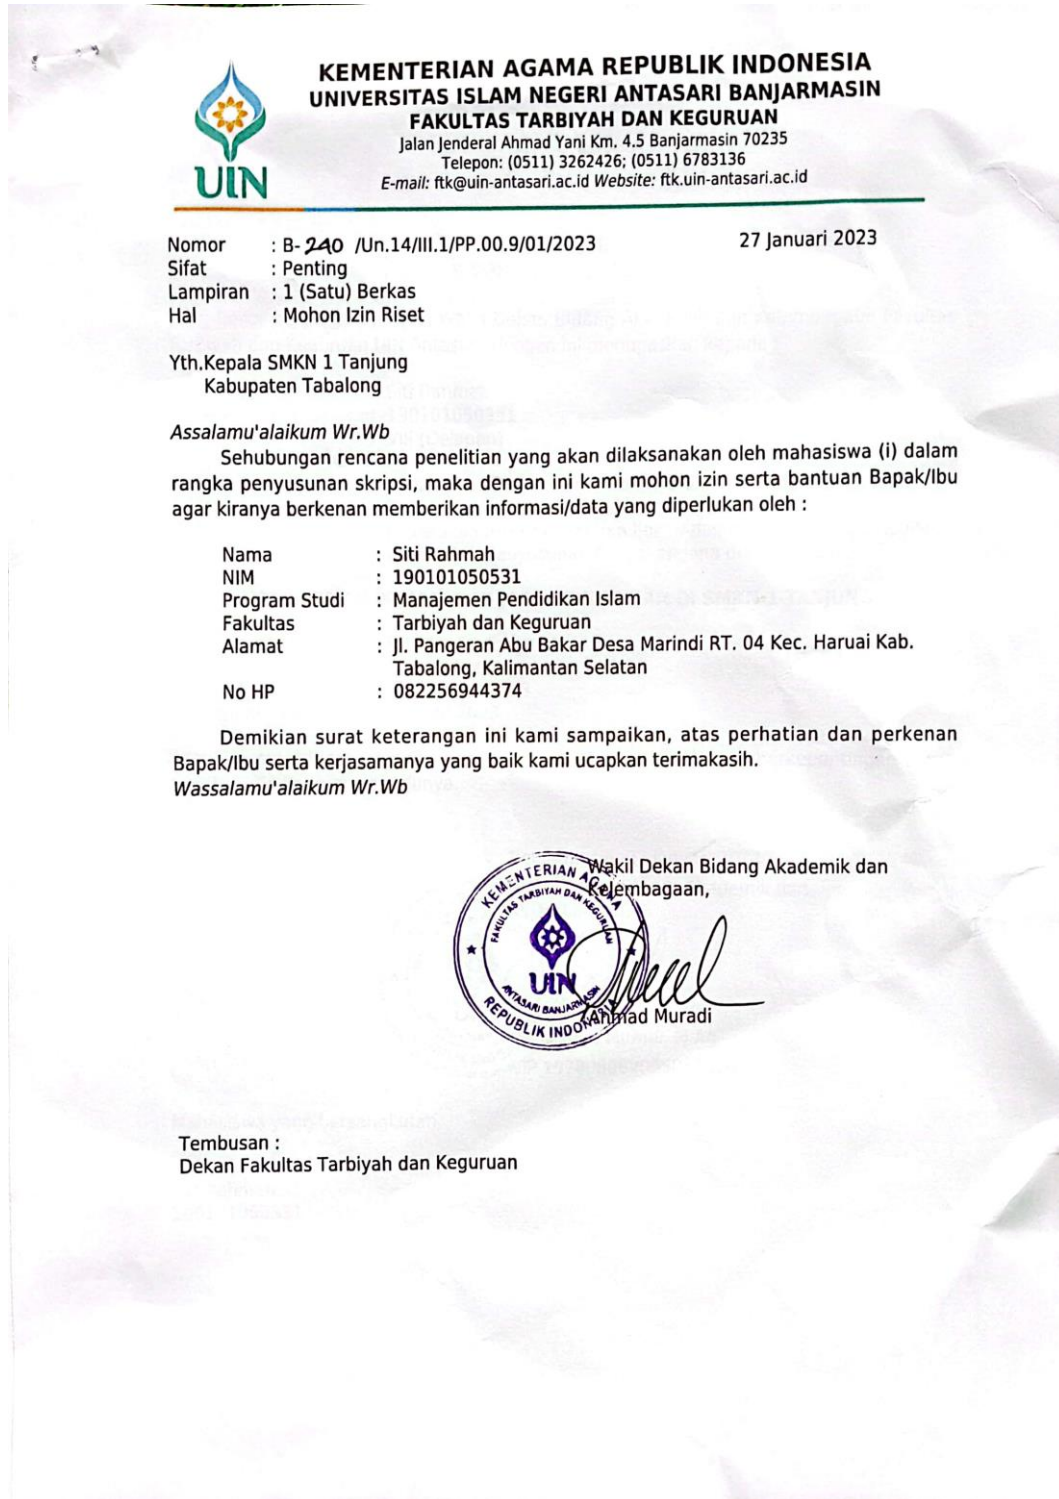 KEMENTERIAN AGAMA REPUBLIK INDONESIA
UNIVERSITAS ISLAM NEGERI ANTASARI BANJARMASIN
FAKULTAS TARBIYAH DAN KEGURUAN
Jalan Jenderal Ahmad Yani Km. 4.5 Banjarmasin 70235
Telepon: (0511) 3262426; (0511) 6783136
E-mail: ftk@uin-antasari.ac.id Website: ftk.uin-antasari.ac.id
UIN
Nomor : B-240 /Un.14/III.1/PP.00.9/01/2023 27 Januari 2023
Sifat : Penting
Lampiran : 1 (Satu) Berkas
Hal : Mohon Izin Riset
Yth.Kepala SMKN 1 Tanjung
Kabupaten Tabalong
Assalamu'alaikum Wr.Wb
Sehubungan rencana penelitian yang akan dilaksanakan oleh mahasiswa (i) dalam
rangka penyusunan skripsi, maka dengan ini kami mohon izin serta bantuan Bapak/Ibu
agar kiranya berkenan memberikan informasi/data yang diperlukan oleh :
Nama : Siti Rahmah
NIM : 190101050531
Program Studi : Manajemen Pendidikan Islam
Fakultas : Tarbiyah dan Keguruan
Alamat : Jl. Pangeran Abu Bakar Desa Marindi RT. 04 Kec. Haruai Kab.
Tabalong, Kalimantan Selatan
No HP : 082256944374
Demikian surat keterangan ini kami sampaikan, atas perhatian dan perkenan
Bapak/Ibu serta kerjasamanya yang baik kami ucapkan terimakasih.
Wassalamu'alaikum Wr.Wb
Wakil Dekan Bidang Akademik dan
Kelembagaan,
KEMENTERIAN AGAMA
FAKULTAS TARBIYAH DAN KEGURUAN
UIN
ANTASARI BANJARMASIN
REPUBLIK INDONESIA
Ahmad Muradi
Tembusan :
Dekan Fakultas Tarbiyah dan Keguruan